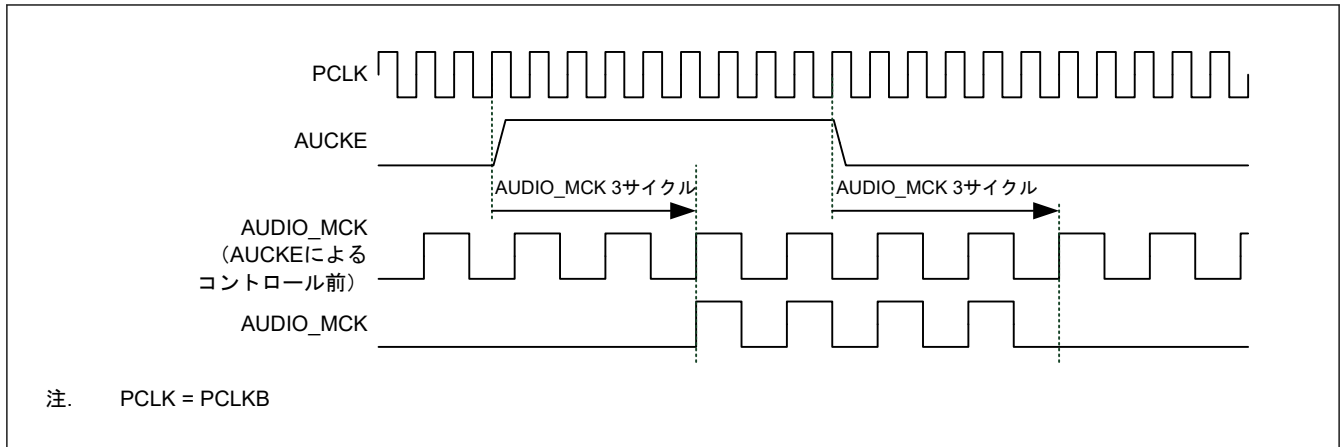 PCLK
AUCKE
AUDIO_MCK 3サイクル
AUDIO_MCK 3サイクル
AUDIO_MCK
（AUCKEによる
コントロール前）
AUDIO_MCK
注. PCLK = PCLKB